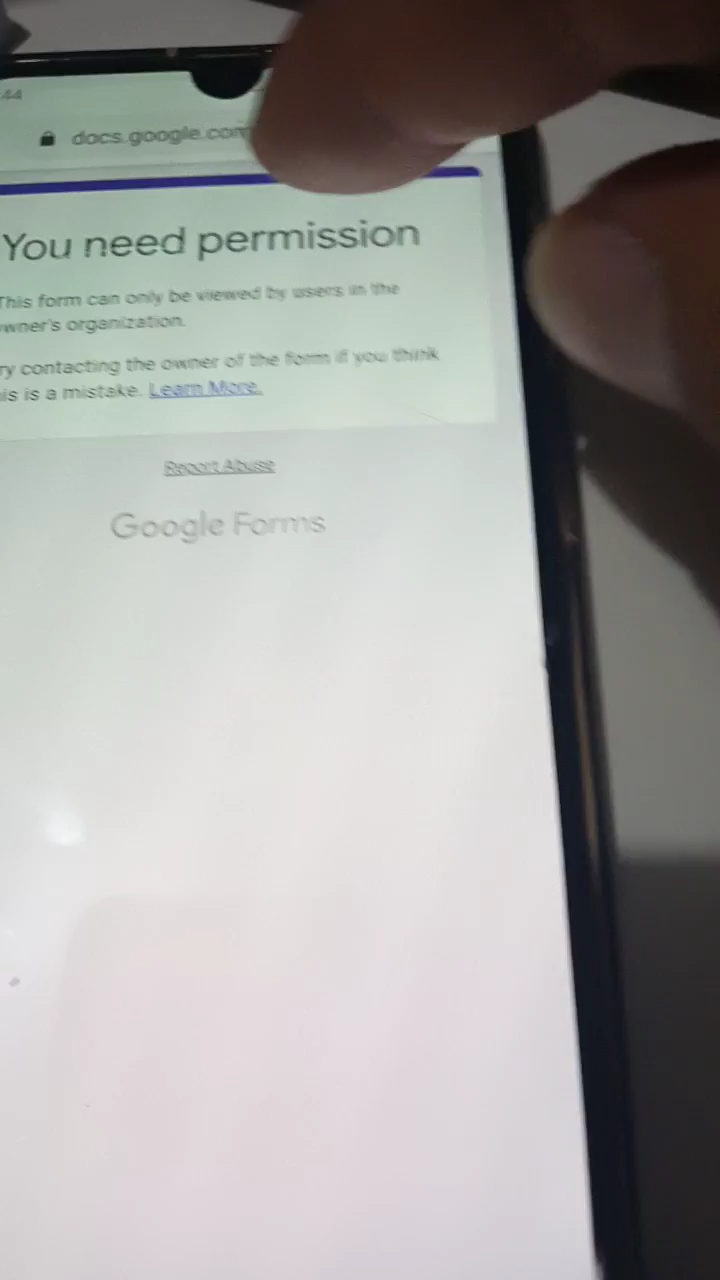 44
docs.google.com
You need permission
This form can only be viewed by users in the
wner's organization.
ry contacting the owner of the form if you think
is is a mistake. Learn More.
Report Abuse
Google Forms